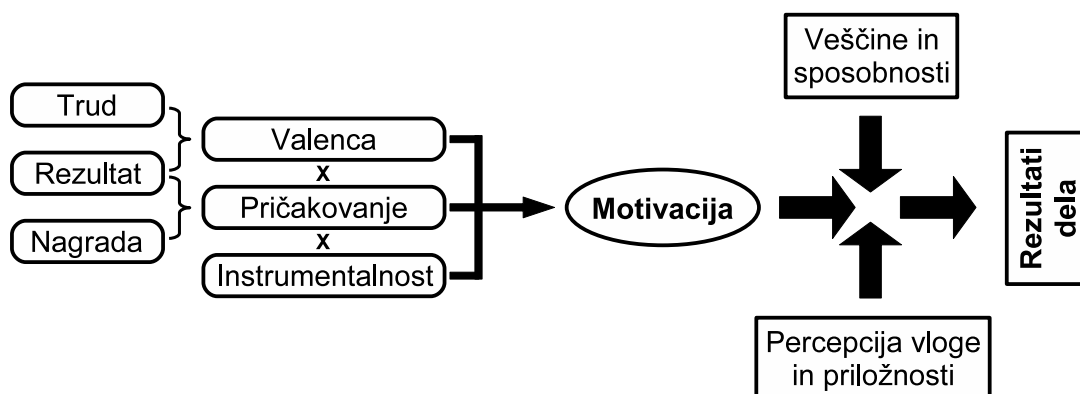 Trud
Rezultat
Nagrada
Valenca
x
Pričakovanje
x
Instrumentalnost
Motivacija
Veščine in
sposobnosti
Percepcija vloge
in priložnosti
Rezultati
dela